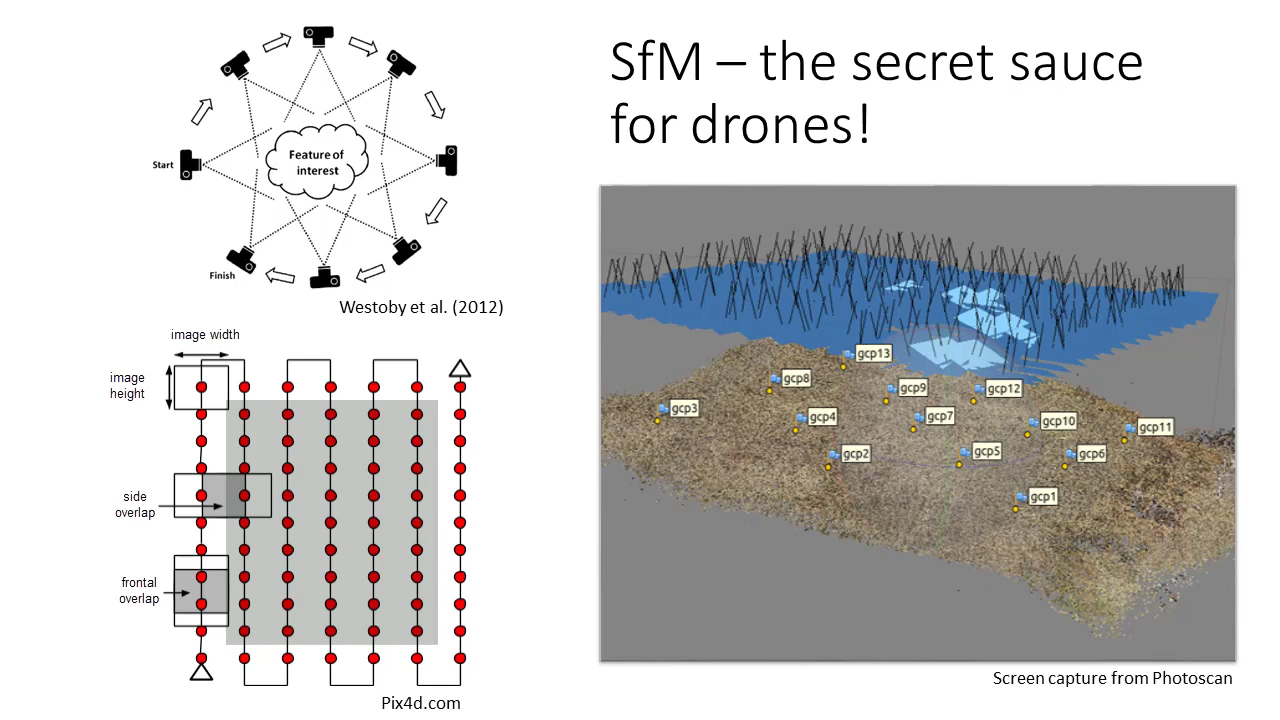 SfM – the secret sauce
for drones!
Start
Feature of
interest
Finish
Westoby et al. (2012)
image width
image
height
side
overlap
frontal
overlap
Pix4d.com
gcp13
gcp8
gcp9
gcp12
gcp3
gcp4
gcp7
gcp10
gcp11
gcp2
gcp5
gcp6
gcp1
Screen capture from Photoscan